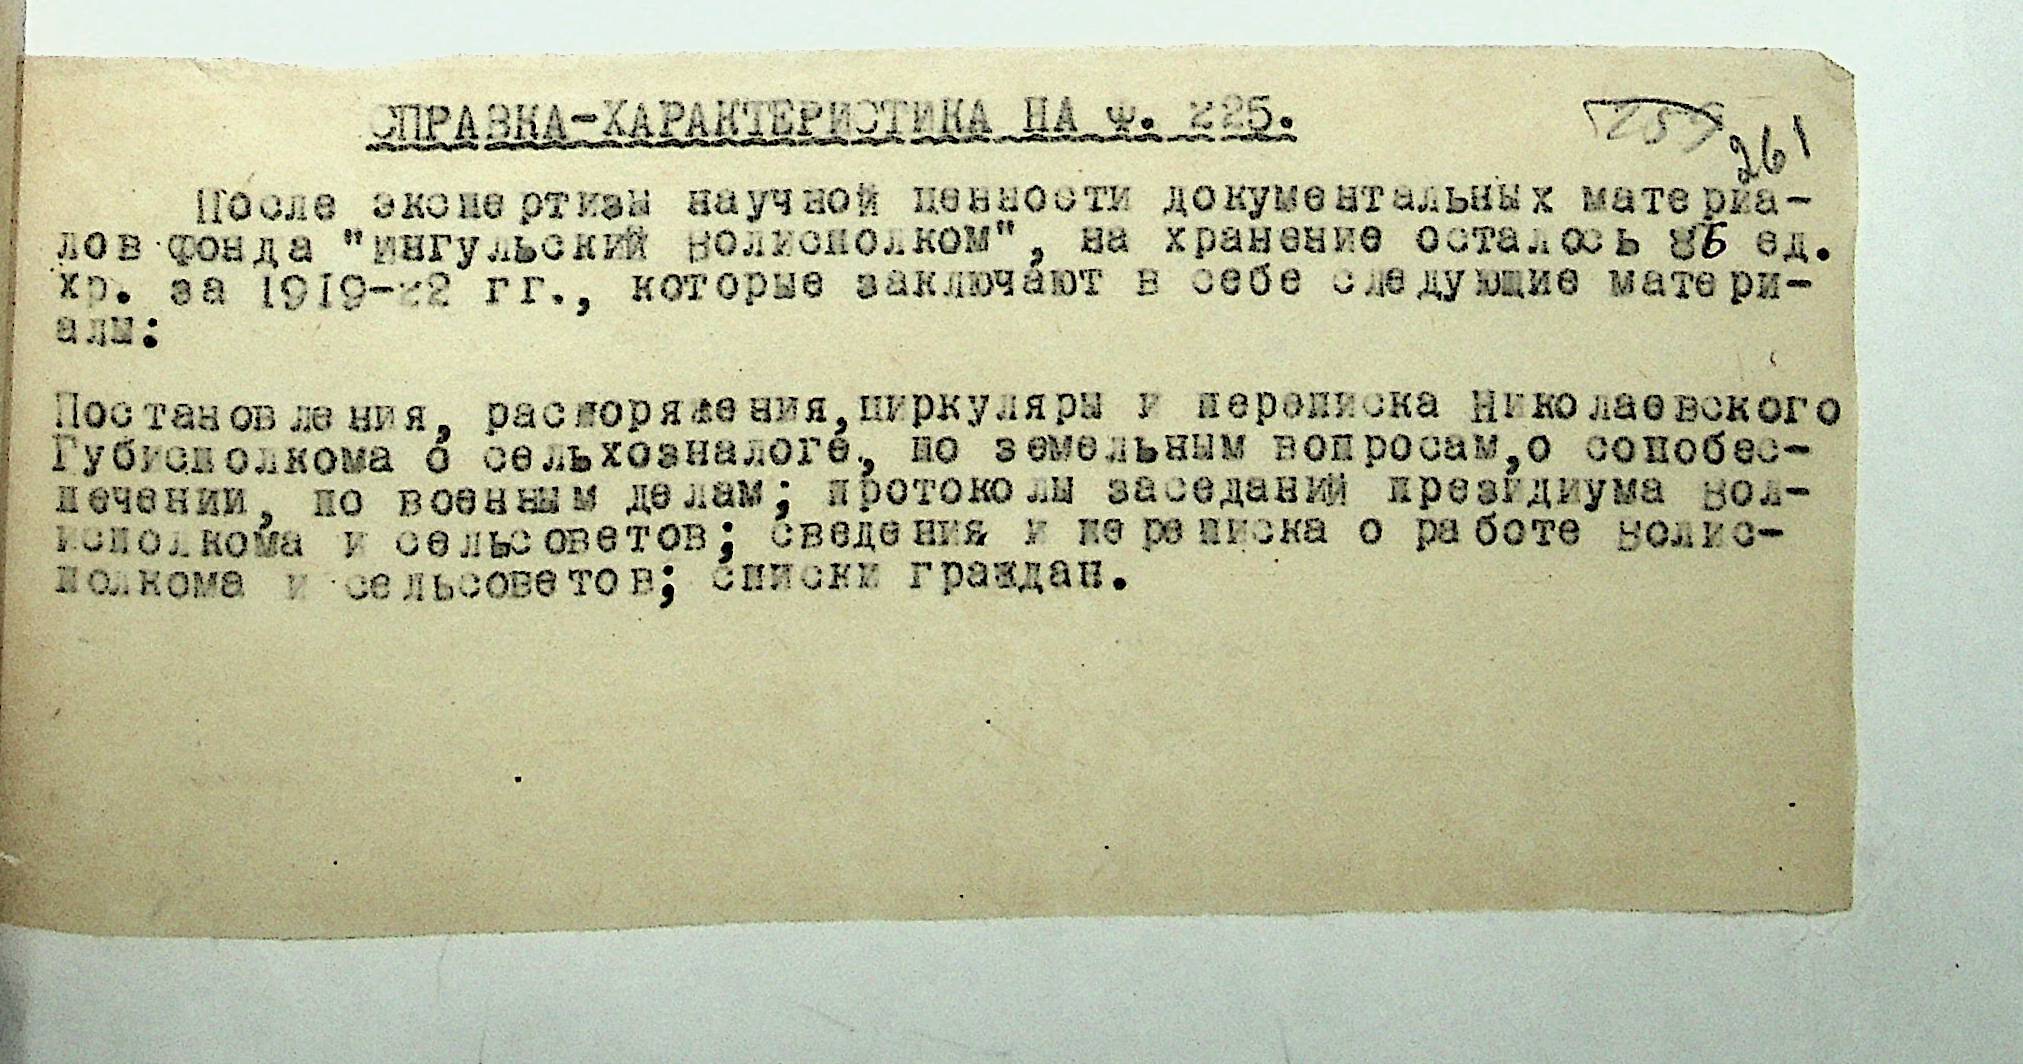 СПРАВКА-ХАРАКТЕРИСТИКА НА Ф. 225.
261
После экспертизы научной ценности документальных материа-
лов фонда "Ингульский волисполком", на хранение осталось 86 ед.
хр. за 1919-22 гг., которые заключают в себе следующие матери-
алы:
Постановления, распоряжения,циркуляры и переписка Николаевского
Губисполкома о сельхозналоге, по земельным вопросам,о сопобес-
печении, по военным делам; протоколы заседаний президиума вол-
исполкома и сельсоветов; сведения и переписка о работе волис-
полкома и сельсоветов; списки граждан.